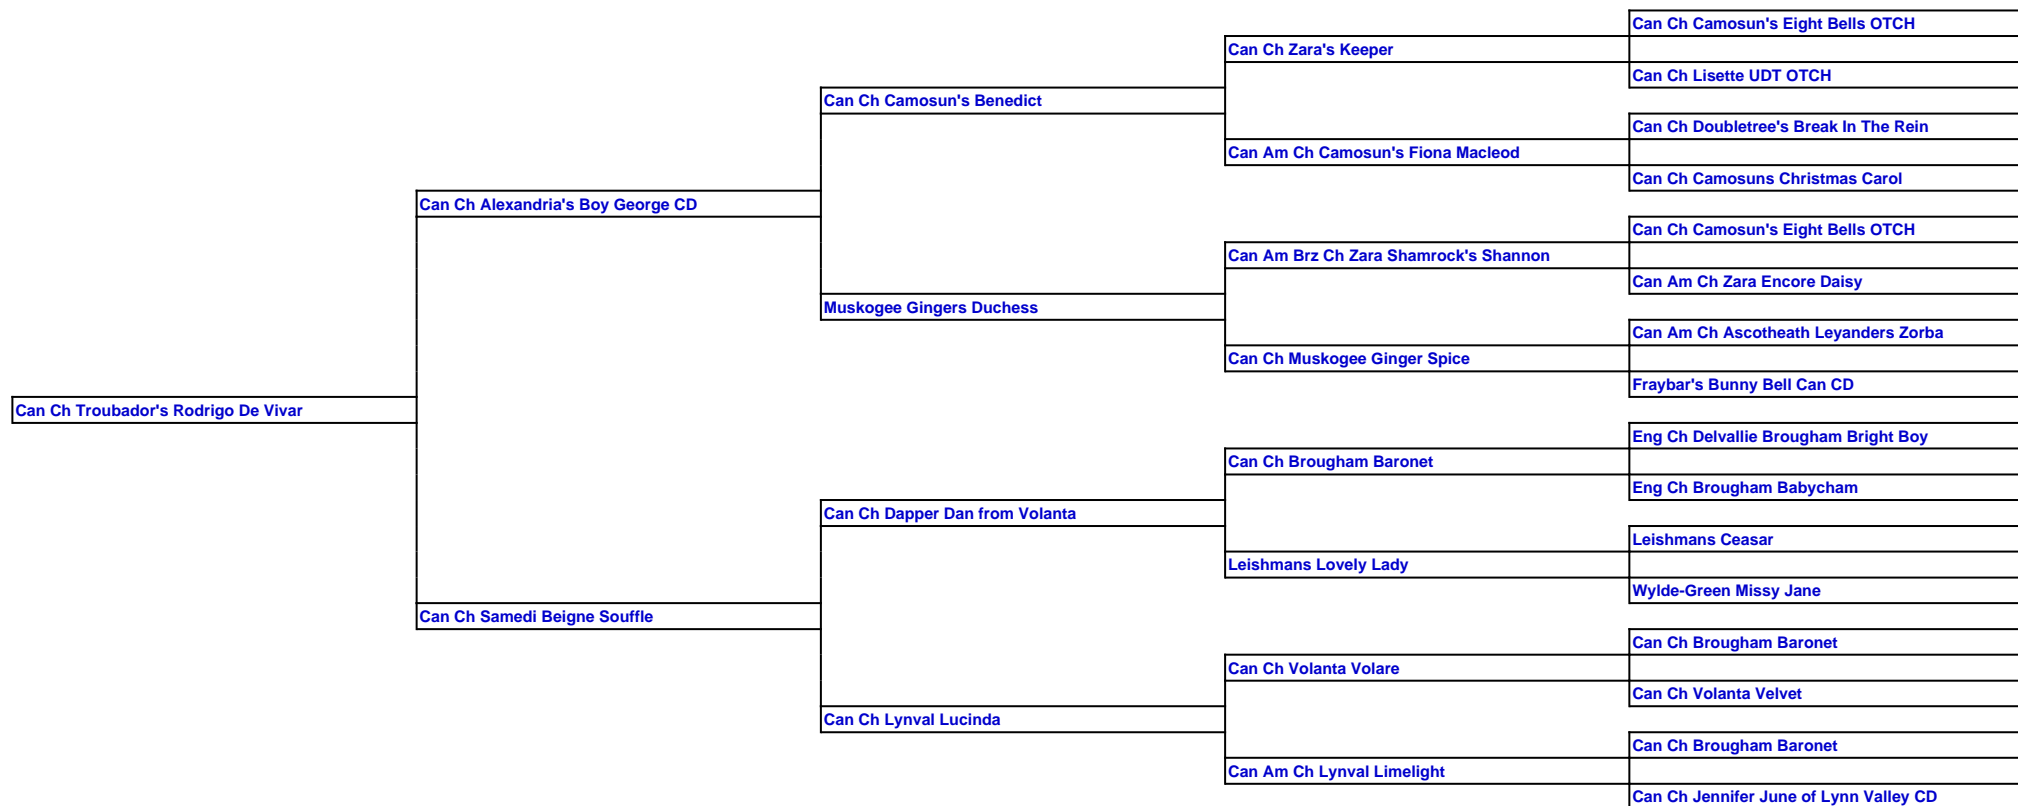 Can Ch Camosun's Eight Bells OTCH
Can Ch Zara's Keeper
Can Ch Lisette UDT OTCH
Can Ch Camosun's Benedict
Can Ch Doubletree's Break In The Rein
Can Am Ch Camosun's Fiona Macleod
Can Ch Camosuns Christmas Carol
Can Ch Alexandria's Boy George CD
Can Ch Camosun's Eight Bells OTCH
Can Am Brz Ch Zara Shamrock's Shannon
Can Am Ch Zara Encore Daisy
Muskogee Gingers Duchess
Can Am Ch Ascotheath Leyanders Zorba
Can Ch Muskogee Ginger Spice
Fraybar's Bunny Bell Can CD
Can Ch Troubador's Rodrigo De Vivar
Eng Ch Delvallie Brougham Bright Boy
Can Ch Brougham Baronet
Eng Ch Brougham Babycham
Can Ch Dapper Dan from Volanta
Leishmans Ceasar
Leishmans Lovely Lady
Wylde-Green Missy Jane
Can Ch Samedi Beigne Souffle
Can Ch Brougham Baronet
Can Ch Volanta Volare
Can Ch Volanta Velvet
Can Ch Lynval Lucinda
Can Ch Brougham Baronet
Can Am Ch Lynval Limelight
Can Ch Jennifer June of Lynn Valley CD